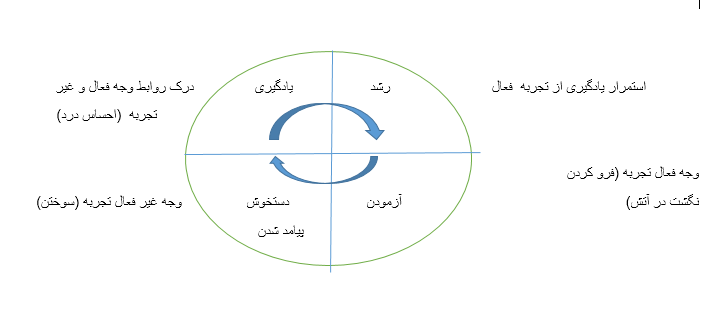 استمرار یادگیری از تجربه فعال
رشد
یادگیری
درک روابط وجه فعال و غیر
تجربه (احساس درد)
وجه فعال تجربه (فرو کردن
نگشت در آتش)
آزمودن
دستخوش
پیامد شدن
وجه غیر فعال تجربه (سوختن)